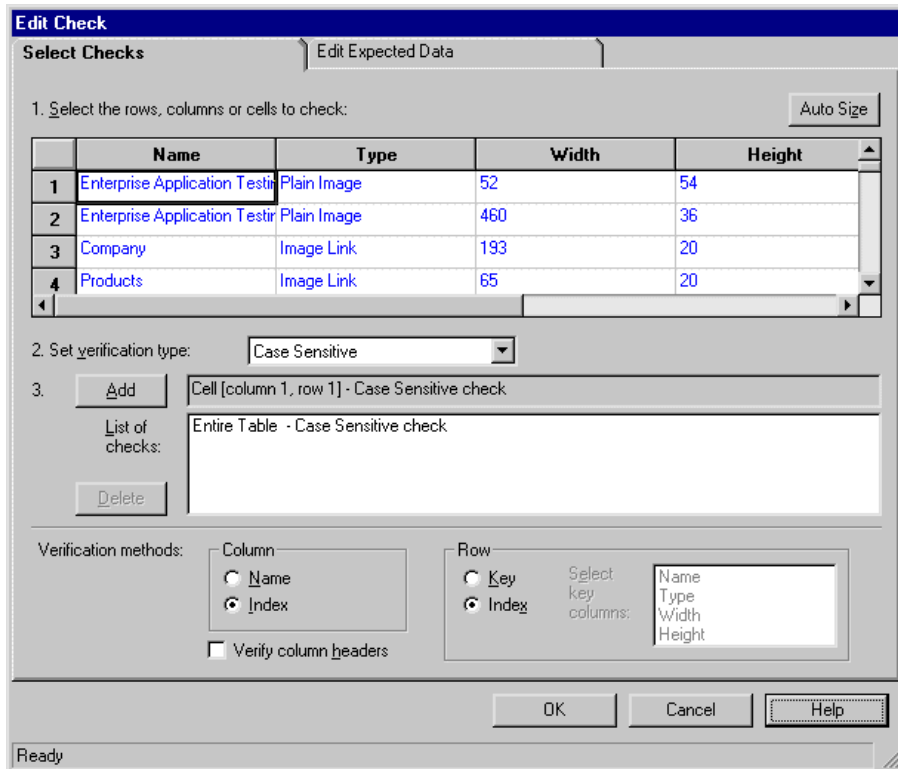 Edit Check
Select Checks Edit Expected Data
1. Select the rows, columns or cells to check: Auto Size
Name Type Width Height
1 Enterprise Application Testin Plain Image 52 54
2 Enterprise Application Testir Plain Image 460 36
3 Company Image Link 193 20
4 Products Image Link 65 20
2. Set verification type: Case Sensitive
3. Add Cell [column 1, row 1] - Case Sensitive check
List of checks: Entire Table - Case Sensitive check
Delete
Verification methods: Column Row
Name Key Select key columns: Name
Index Index Type
Width
Verify column headers Height
OK Cancel Help
Ready